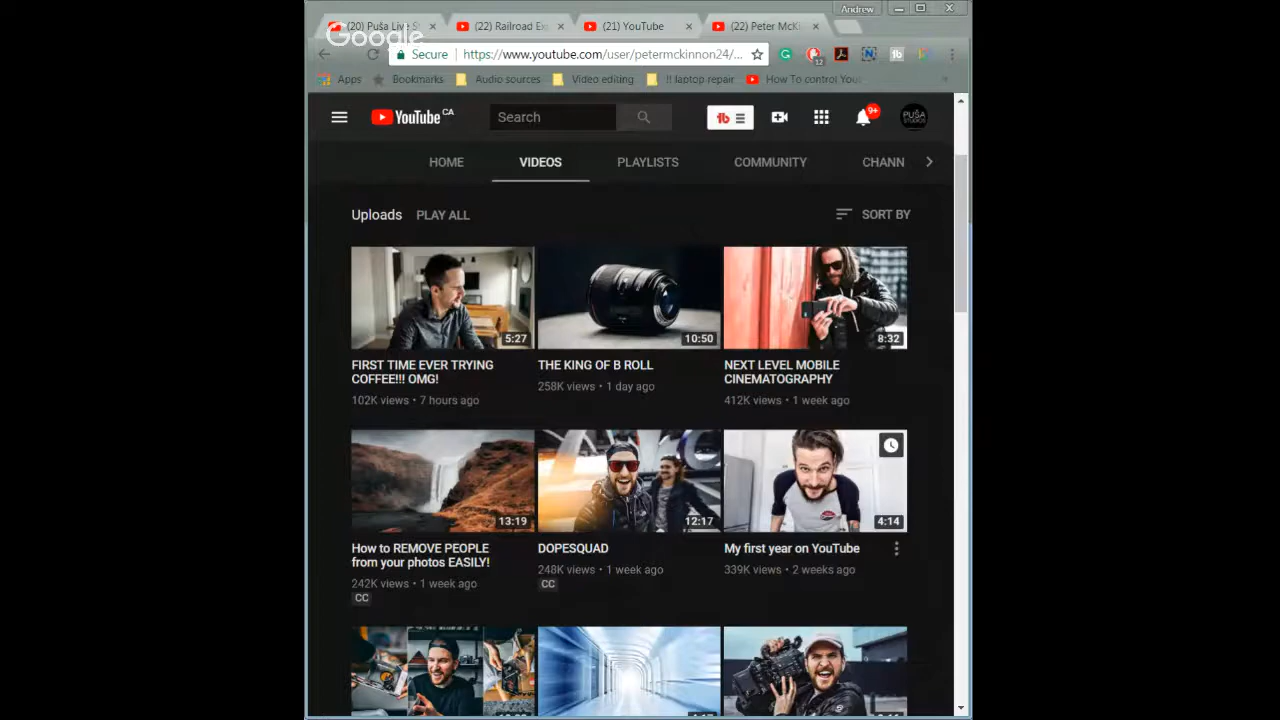 Andrew
(20) Puša Live S
(22) Railroad Ex
(21) YouTube
(22) Peter McKi
Google
Secure
https://www.youtube.com/user/petermckinnon24/...
12
Apps
Bookmarks
Audio sources
Video editing
!! laptop repair
How To control You
YouTube CA
Search
9+
PUŠA
STUDIOS
HOME
VIDEOS
PLAYLISTS
COMMUNITY
CHANN
Uploads
PLAY ALL
SORT BY
5:27
10:50
8:32
FIRST TIME EVER TRYING
COFFEE!!! OMG!
THE KING OF B ROLL
NEXT LEVEL MOBILE
CINEMATOGRAPHY
102K views • 7 hours ago
258K views • 1 day ago
412K views • 1 week ago
13:19
12:17
4:14
How to REMOVE PEOPLE
from your photos EASILY!
DOPESQUAD
My first year on YouTube
242K views • 1 week ago
CC
248K views • 1 week ago
CC
339K views • 2 weeks ago